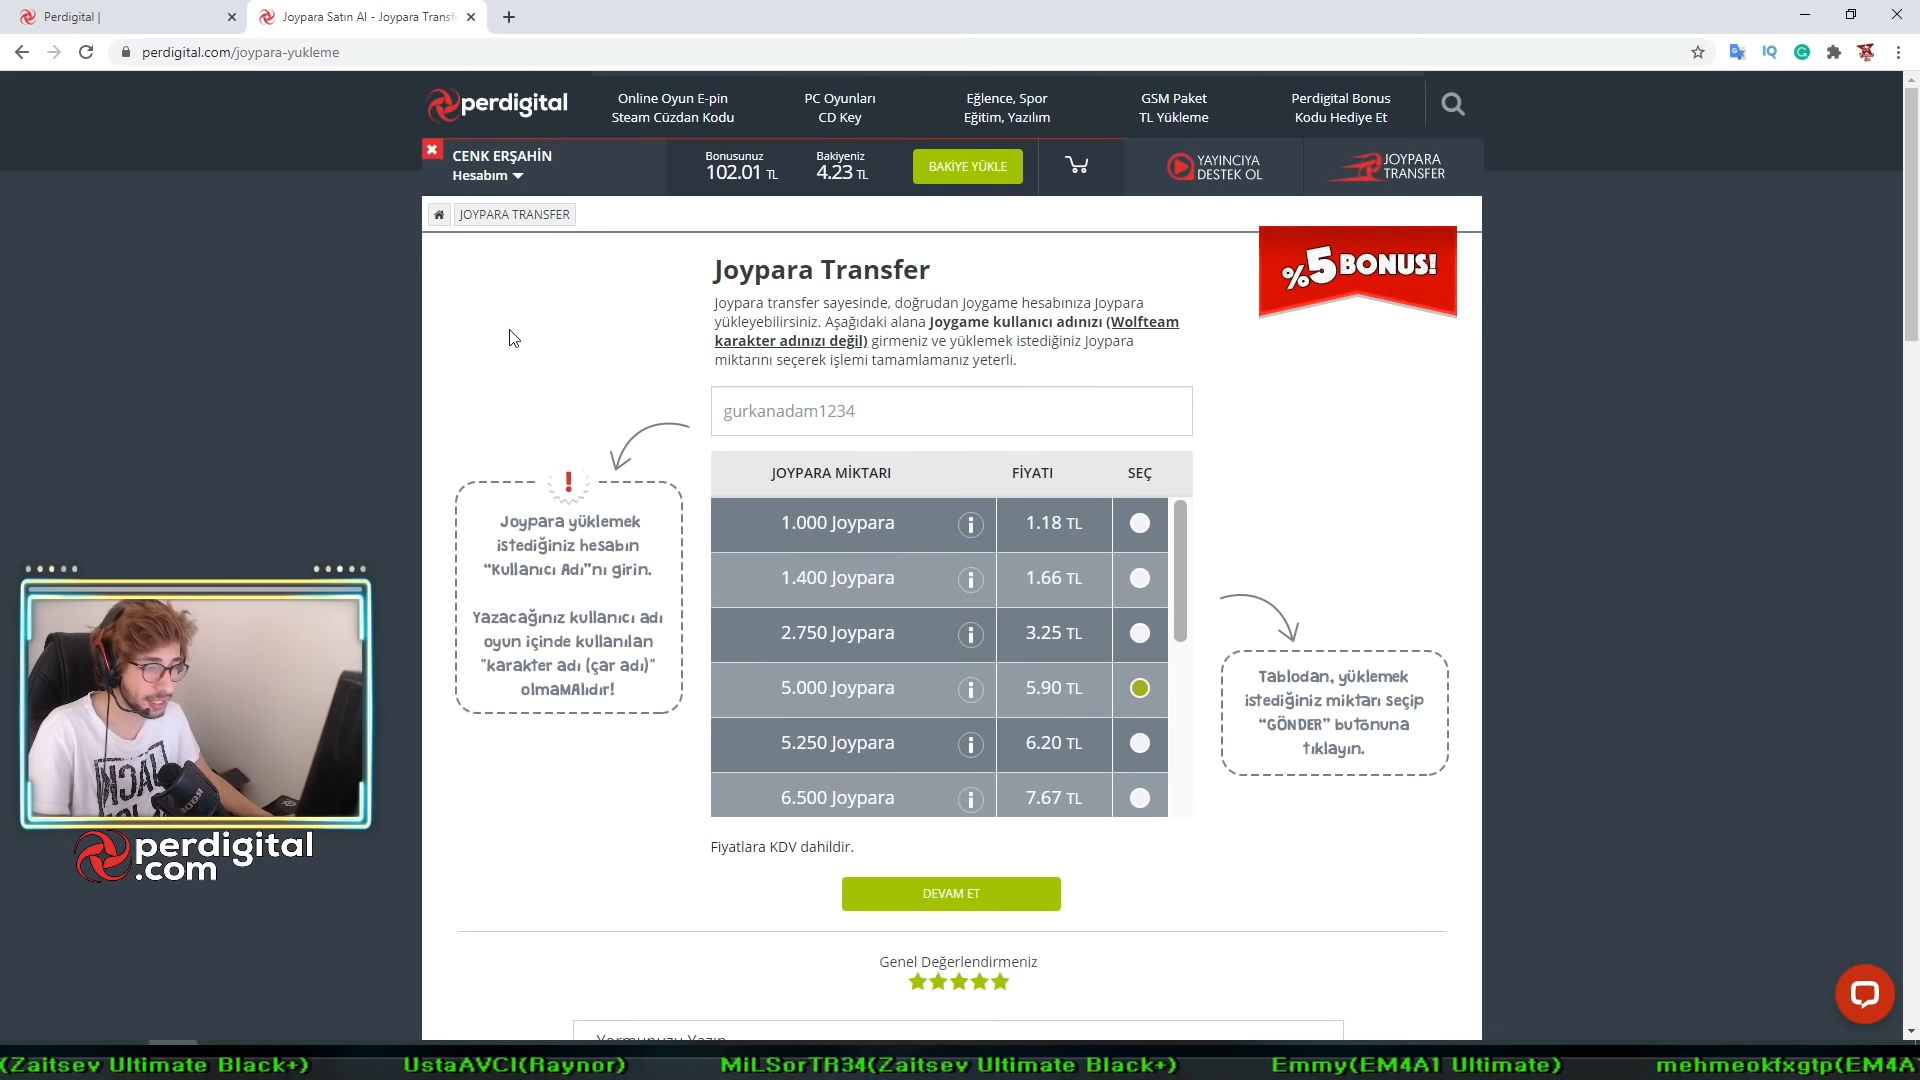 Perdigital |
Joypara Satın Al - Joypara Transf
perdigital.com/joypara-yukleme
perdigital
Online Oyun E-pin
Steam Cüzdan Kodu
PC Oyunları
CD Key
Eğlence, Spor
Eğitim, Yazılım
GSM Paket
TL Yükleme
Perdigital Bonus
Kodu Hediye Et
CENK ERŞAHİN
Hesabım
Bonusunuz
102.01 TL
Bakiyeniz
4.23 TL
BAKİYE YÜKLE
YAYINCIYA
DESTEK OL
JOYPARA
TRANSFER
JOYPARA TRANSFER
%5 BONUS!
Joypara Transfer
Joypara transfer sayesinde, doğrudan Joygame hesabınıza Joypara
yükleyebilirsiniz. Aşağıdaki alana Joygame kullanıcı adınızı (Wolfteam
karakter adınızı değil) girmeniz ve yüklemek istediğiniz Joypara
miktarını seçerek işlemi tamamlamanız yeterli.
gurkanadam1234
JOYPARA MİKTARI FİYATI SEÇ
1.000 Joypara 1.18 TL
1.400 Joypara 1.66 TL
2.750 Joypara 3.25 TL
5.000 Joypara 5.90 TL
5.250 Joypara 6.20 TL
6.500 Joypara 7.67 TL
!
Joypara yüklemek
istediğiniz hesabın
“Kullanıcı Adı”nı girin.
Yazacağınız kullanıcı adı
oyun içinde kullanılan
"karakter adı (çar adı)"
olmaMAlıdır!
Tablodan, yüklemek
istediğiniz miktarı seçip
“GÖNDER” butonuna
tıklayın.
Fiyatlara KDV dahildir.
DEVAM ET
Genel Değerlendirmeniz
perdigital
.com
(Zaitsev Ultimate Black+) UstaAVCI(Raynor) MiLSorTR34(Zaitsev Ultimate Black+) Emmy(EM4A1 Ultimate) mehmeokfxgtp(EM4A